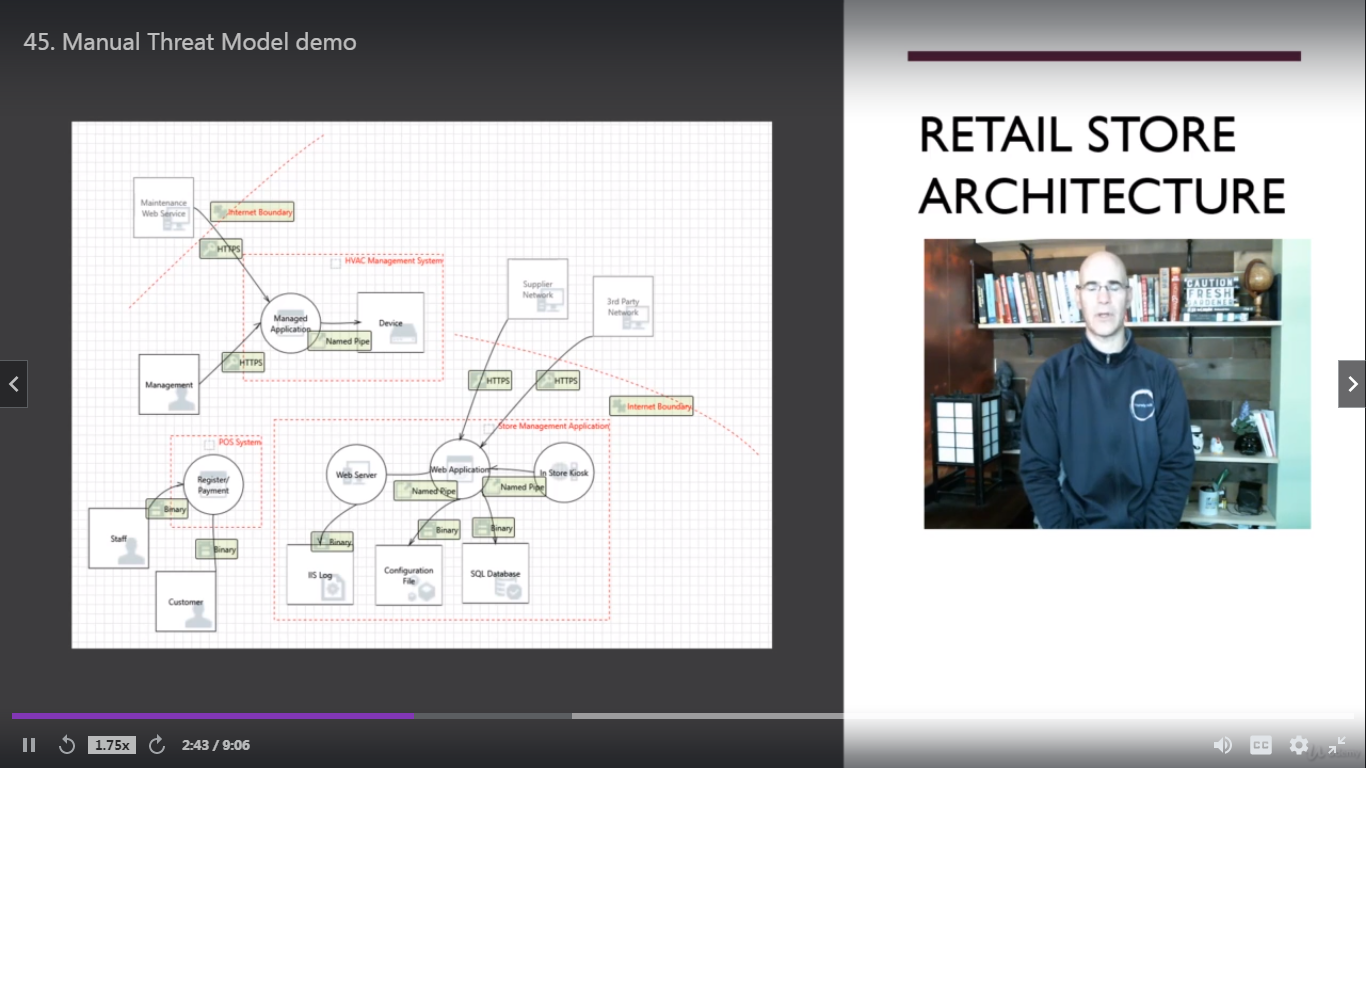 45. Manual Threat Model demo
RETAIL STORE
ARCHITECTURE
Maintenance
Web Service
Internet Boundary
HTTPS
HVAC Management System
Managed
Application
Device
Named Pipe
HTTPS
Management
Supplier
Network
3rd Party
Network
HTTPS
HTTPS
Internet Boundary
Store Management Application
POS System
Register/
Payment
Binary
Staff
Binary
Customer
Web Server
Web Application
In Store Kiosk
Named Pipe
Named Pipe
Binary
Binary
Binary
IIS Log
Configuration
File
SQL Database
CAUTION
FRESH
GARDENER
1.75x
2:43 / 9:06
CC